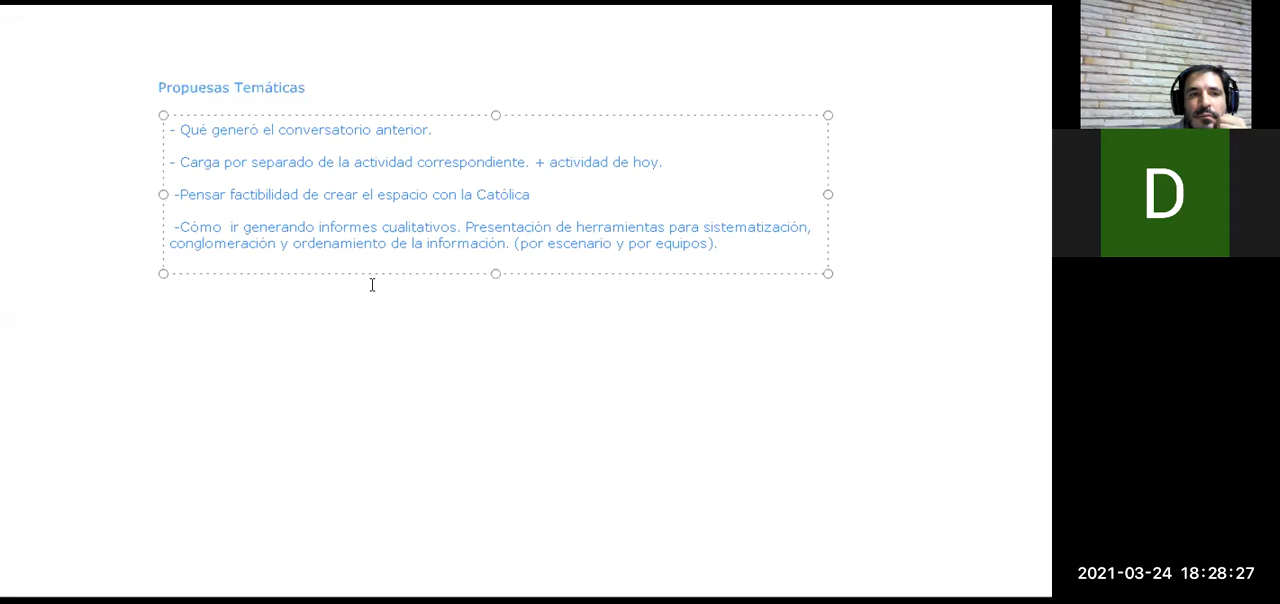 Propuesas Temáticas
- Qué generó el conversatorio anterior.
- Carga por separado de la actividad correspondiente. + actividad de hoy.
-Pensar factibilidad de crear el espacio con la Católica
-Cómo  ir generando informes cualitativos. Presentación de herramientas para sistematización,
conglomeración y ordenamiento de la información. (por escenario y por equipos).
D
2021-03-24 18:28:27